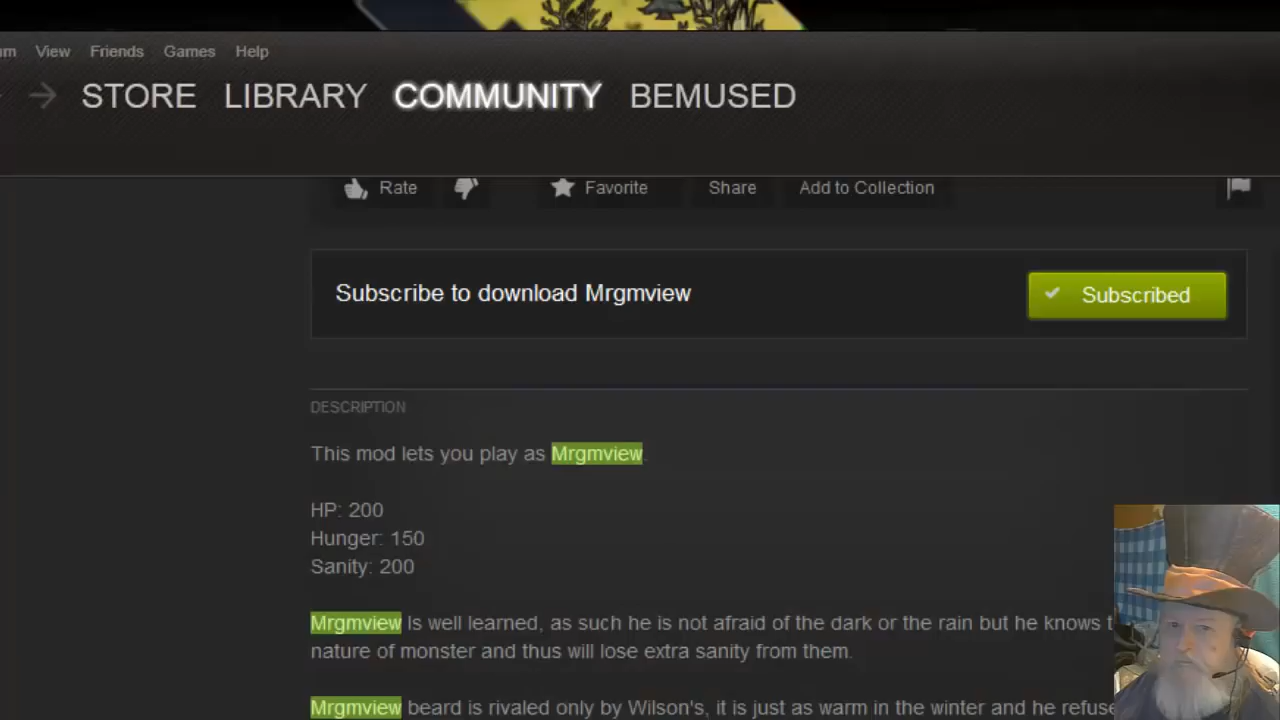 View Friends Games Help
STORE LIBRARY COMMUNITY BEMUSED
Rate Favorite Share Add to Collection
Subscribe to download Mrgmview Subscribed
DESCRIPTION
This mod lets you play as Mrgmview.
HP: 200
Hunger: 150
Sanity: 200
Mrgmview Is well learned, as such he is not afraid of the dark or the rain but he knows
nature of monster and thus will lose extra sanity from them.
Mrgmview beard is rivaled only by Wilson's, it is just as warm in the winter and he